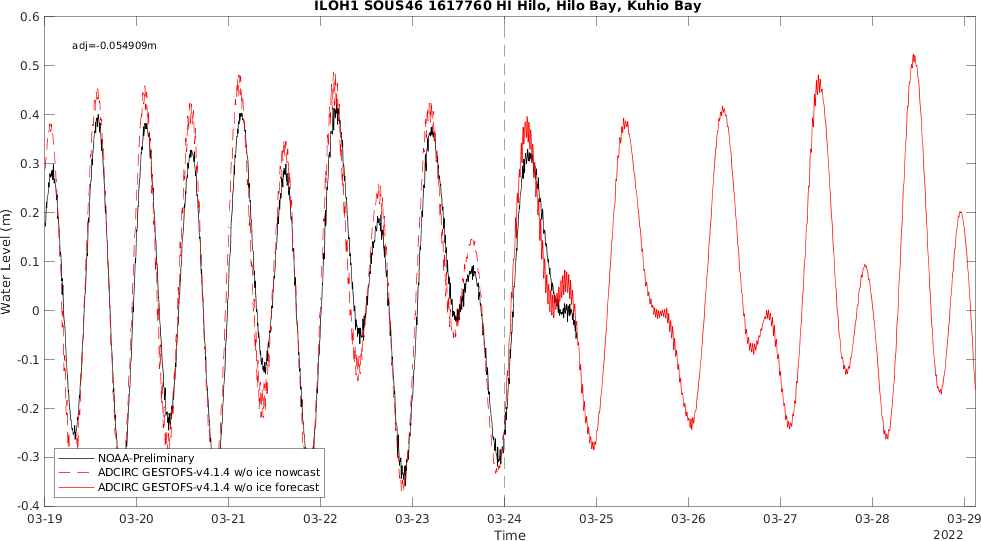 ILOH1 SOUS46 1617760 HI Hilo, Hilo Bay, Kuhio Bay
adj=-0.054909m
0.6
0.5
0.4
0.3
0.2
0.1
0
-0.1
-0.2
-0.3
-0.4
Water Level (m)
NOAA-Preliminary
ADCIRC GESTOFS-v4.1.4 w/o ice nowcast
ADCIRC GESTOFS-v4.1.4 w/o ice forecast
03-19 03-20 03-21 03-22 03-23 03-24 03-25 03-26 03-27 03-28 03-29
Time
2022